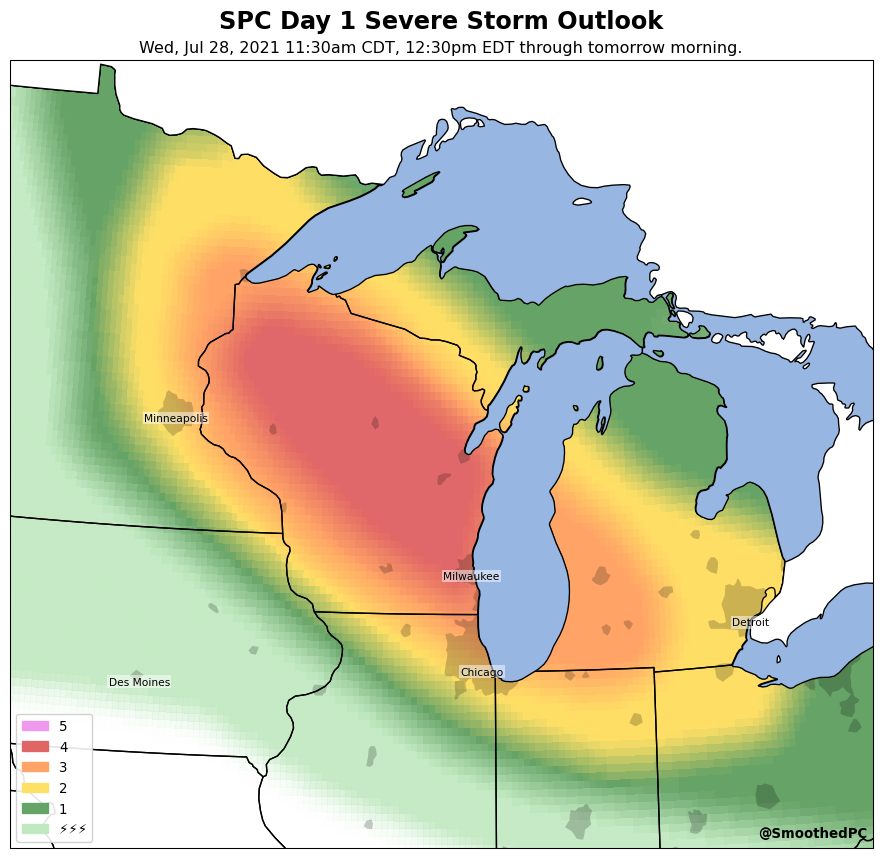 SPC Day 1 Severe Storm Outlook
Wed, Jul 28, 2021 11:30am CDT, 12:30pm EDT through tomorrow morning.
Minneapolis
Milwaukee
Detroit
Chicago
Des Moines
5
4
3
2
1
⚡⚡⚡
@SmoothedPC